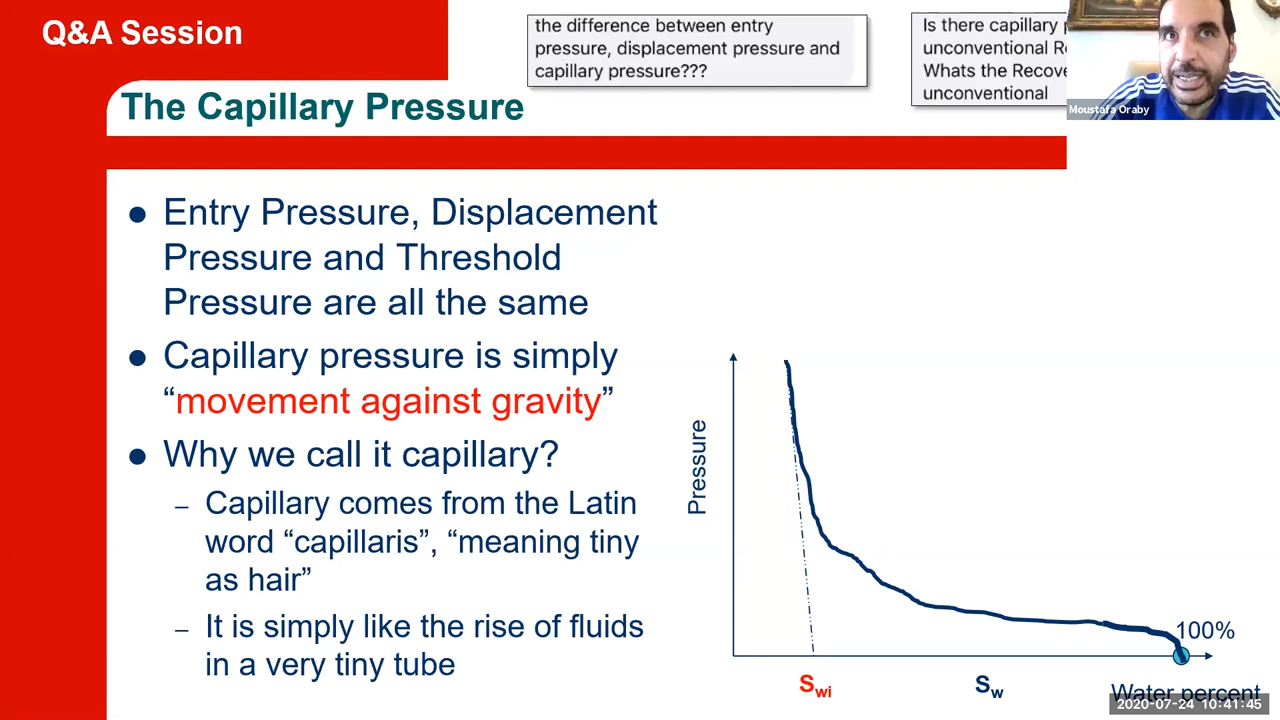 Q&A Session
the difference between entry
pressure, displacement pressure and
capillary pressure???
Is there capillary
unconventional
Whats the
unconventional
Moustafa Oraby
The Capillary Pressure
● Entry Pressure, Displacement
Pressure and Threshold
Pressure are all the same
● Capillary pressure is simply
“movement against gravity”
● Why we call it capillary?
– Capillary comes from the Latin
word “capillaris”, “meaning tiny
as hair”
– It is simply like the rise of fluids
in a very tiny tube
Pressure
100%
Swi
Sw
Water percent
2020-07-24 10:41:45